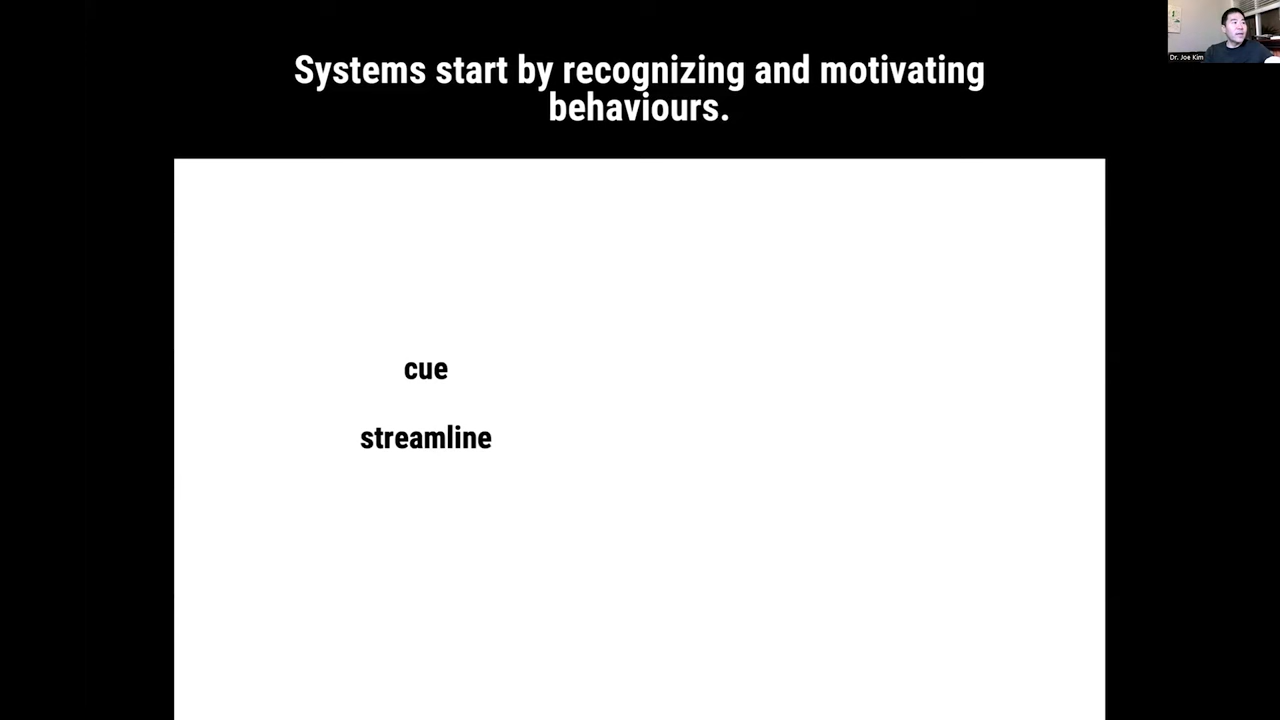 Systems start by recognizing and motivating
behaviours.
Dr. Joe Kim
cue
streamline